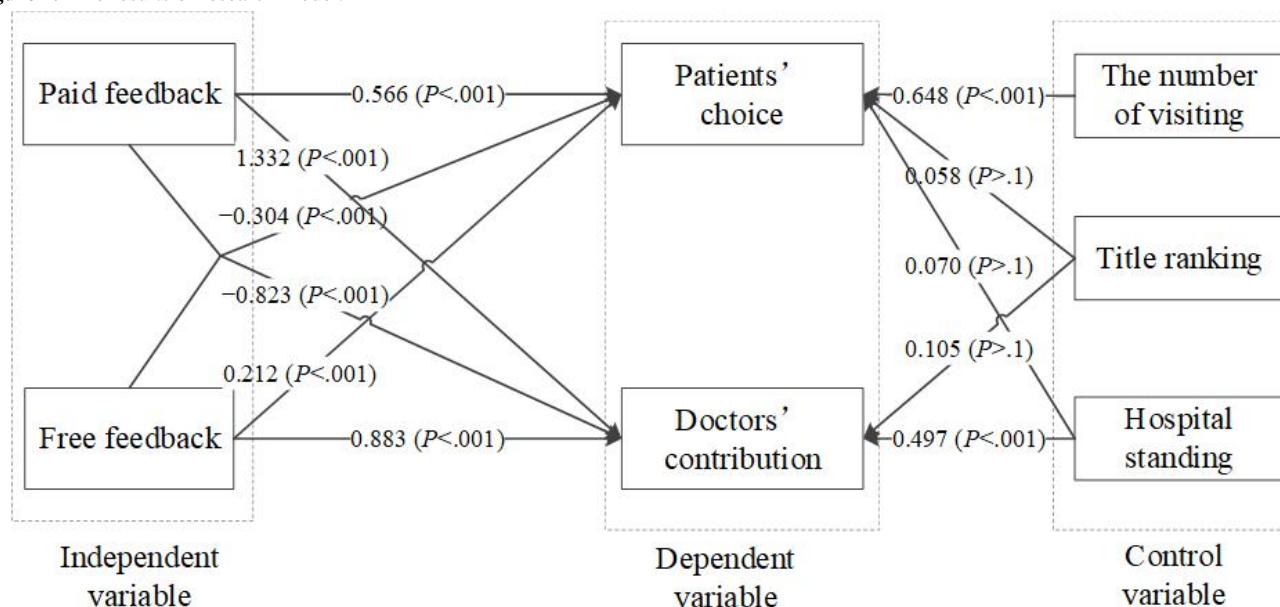 Paid feedback
Free feedback
Independent
variable
0.566 (P<.001)
1.332 (P<.001)
−0.304 (P<.001)
−0.823 (P<.001)
0.212 (P<.001)
0.883 (P<.001)
Patients’
choice
Doctors’
contribution
Dependent
variable
0.648 (P<.001)
0.058 (P>.1)
0.070 (P>.1)
0.105 (P>.1)
0.497 (P<.001)
The number
of visiting
Title ranking
Hospital
standing
Control
variable